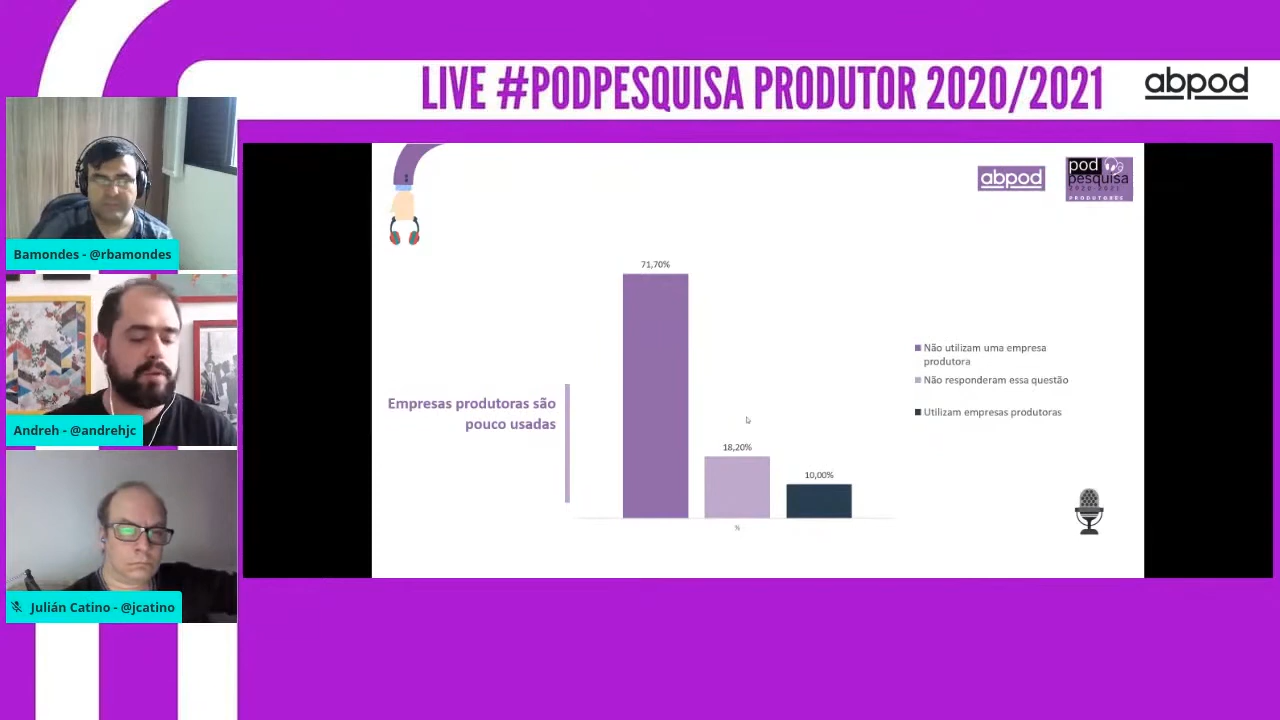 LIVE #PODPESQUISA PRODUTOR 2020/2021
abpod
Bamondes - @rbamondes
Andreh - @andrehjc
Julián Catino - @jcatino
abpod
pod
pesquisa
2020-2021
#PRODUTORES
Empresas produtoras são
pouco usadas
71,70%
18,20%
10,00%
%
Não utilizam uma empresa
produtora
Não responderam essa questão
Utilizam empresas produtoras